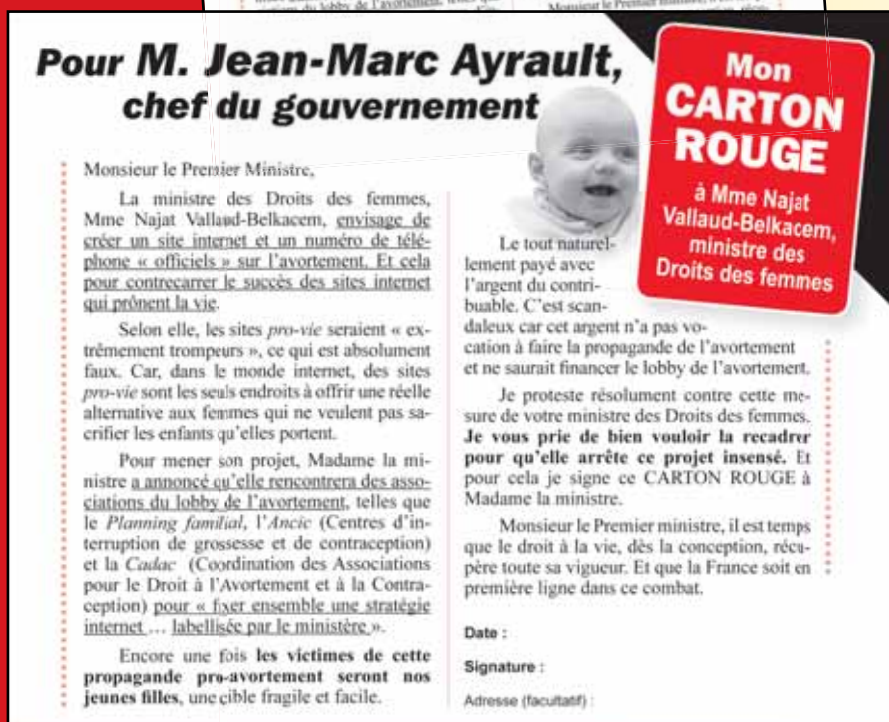 ctions du lobby de l'avortement, telles que
Monsieur le Premier ministre, il est temps
Pour M. Jean-Marc Ayrault,
chef du gouvernement
Mon
CARTON
ROUGE
à Mme Najat
Vallaud-Belkacem,
ministre des
Droits des femmes
Monsieur le Premier Ministre,
La ministre des Droits des femmes,
Mme Najat Vallaud-Belkacem, envisage de
créer un site internet et un numéro de télé-
phone « officiels » sur l'avortement. Et cela
pour contrecarrer le succès des sites internet
qui prônent la vie.
Selon elle, les sites pro-vie seraient « ex-
trêmement trompeurs », ce qui est absolument
faux. Car, dans le monde internet, des sites
pro-vie sont les seuls endroits à offrir une réelle
alternative aux femmes qui ne veulent pas sa-
crifier les enfants qu'elles portent.
Pour mener son projet, Madame la mi-
nistre a annoncé qu'elle rencontrera des asso-
ciations du lobby de l'avortement, telles que
le Planning familial, l'Ancic (Centres d'in-
terruption de grossesse et de contraception)
et la Cadac (Coordination des Associations
pour le Droit à l'Avortement et à la Contra-
ception) pour « fixer ensemble une stratégie
internet … labellisée par le ministère ».
Encore une fois les victimes de cette
propagande pro-avortement seront nos
jeunes filles, une cible fragile et facile.
Le tout naturel-
lement payé avec
l'argent du contri-
buable. C'est scan-
daleux car cet argent n'a pas vo-
cation à faire la propagande de l'avortement
et ne saurait financer le lobby de l'avortement.
Je proteste résolument contre cette me-
sure de votre ministre des Droits des femmes.
Je vous prie de bien vouloir la recadrer
pour qu'elle arrête ce projet insensé. Et
pour cela je signe ce CARTON ROUGE à
Madame la ministre.
Monsieur le Premier ministre, il est temps
que le droit à la vie, dès la conception, récu-
père toute sa vigueur. Et que la France soit en
première ligne dans ce combat.
Date :
Signature :
Adresse (facultatif) :